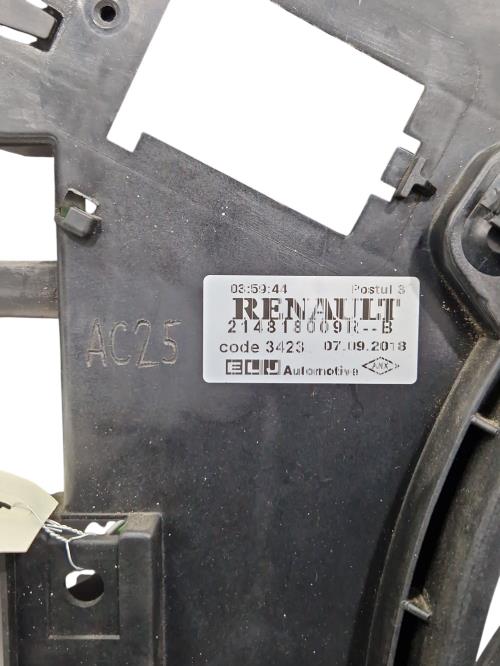 03:59:44 Postul 3
RENAULT
214818009R--B
code 3423 07.09.2018
Automotive
AC25